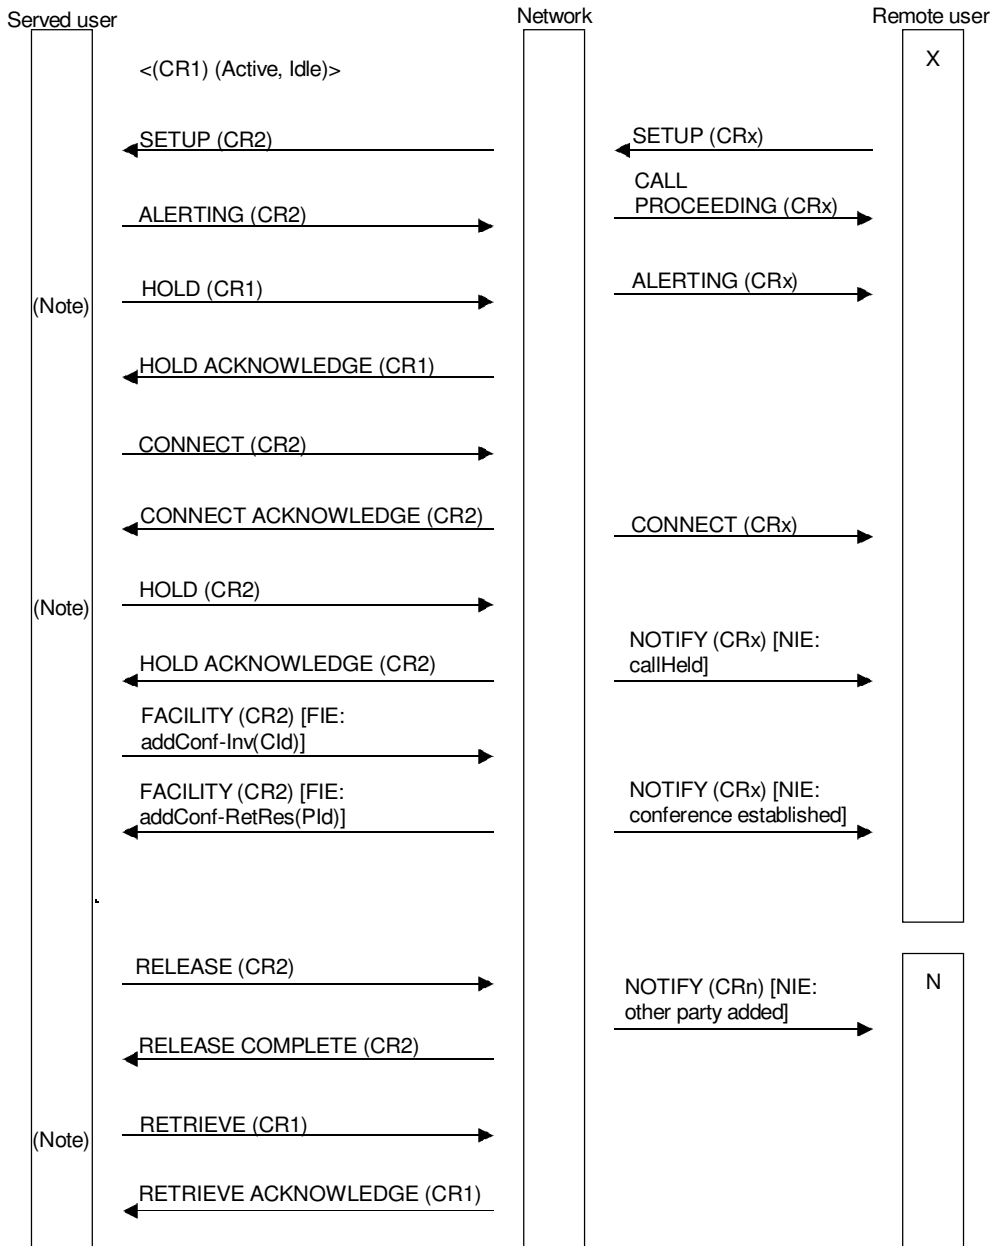 Served user
Network
Remote user
X
<(CR1) (Active, Idle)>
SETUP (CR2)
SETUP (CRx)
CALL
PROCEEDING (CRx)
ALERTING (CR2)
ALERTING (CRx)
HOLD (CR1)
(Note)
HOLD ACKNOWLEDGE (CR1)
CONNECT (CR2)
CONNECT ACKNOWLEDGE (CR2)
CONNECT (CRx)
HOLD (CR2)
(Note)
NOTIFY (CRx) [NIE:
callHeld]
HOLD ACKNOWLEDGE (CR2)
FACILITY (CR2) [FIE:
addConf-Inv(CId)]
FACILITY (CR2) [FIE:
addConf-RetRes(PId)]
NOTIFY (CRx) [NIE:
conference established]
RELEASE (CR2)
N
NOTIFY (CRn) [NIE:
other party added]
RELEASE COMPLETE (CR2)
RETRIEVE (CR1)
(Note)
RETRIEVE ACKNOWLEDGE (CR1)